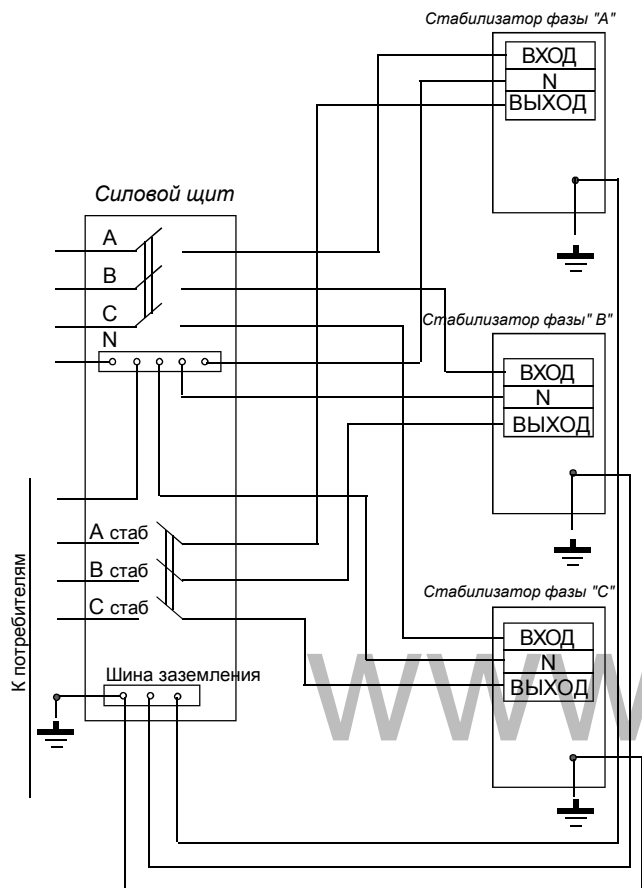 Стабилизатор фазы "А"
ВХОД
N
ВЫХОД
Силовой щит
A
B
C
N
Стабилизатор фазы" В"
ВХОД
N
ВЫХОД
А стаб
В стаб
С стаб
К потребителям
Шина заземления
Стабилизатор фазы "С"
ВХОД
N
ВЫХОД
www